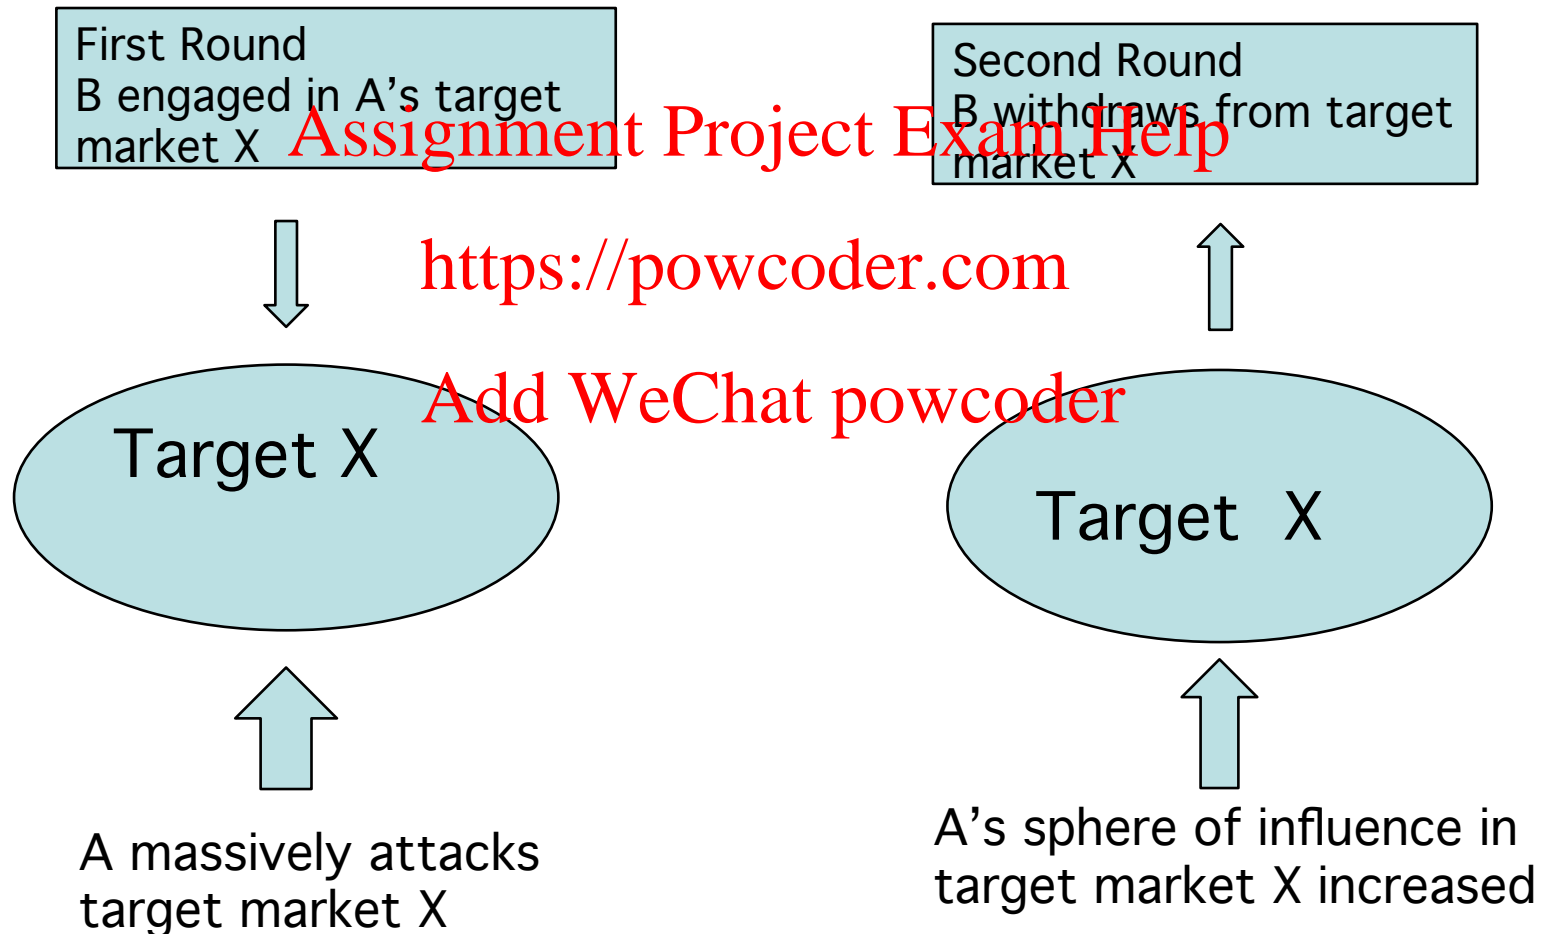 First Round
B engaged in A's target
market X
Second Round
B withdraws from target
market X
Assignment Project Exam Help
https://powcoder.com
Add WeChat powcoder
Target X
Target X
A massively attacks
target market X
A's sphere of influence in
target market X increased